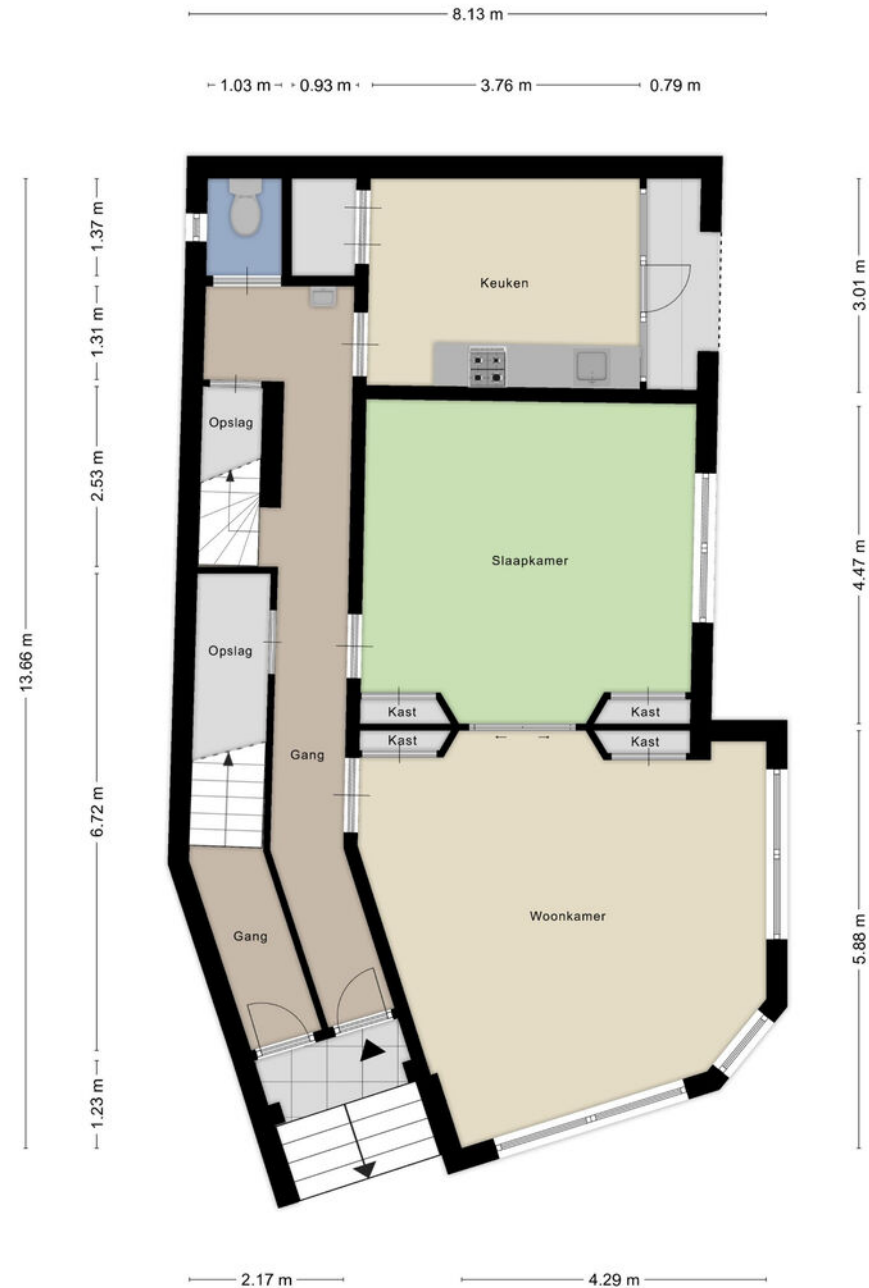 8.13 m
1.03 m 0.93 m 3.76 m 0.79 m
1.37 m
3.01 m
Keuken
1.31 m
Opslag
2.53 m
4.47 m
Slaapkamer
Opslag
13.66 m
Kast Kast
Kast Kast
Gang
6.72 m
Woonkamer
Gang
5.88 m
1.23 m
2.17 m 4.29 m